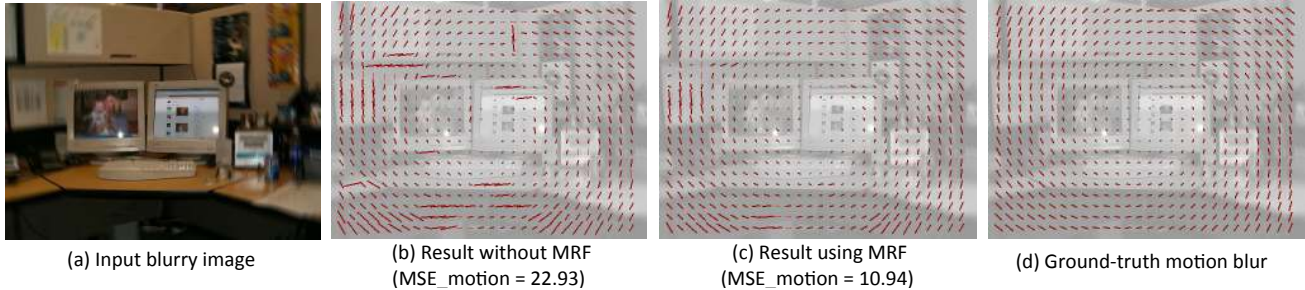 (a) Input blurry image
(b) Result without MRF
(MSE_motion = 22.93)
(c) Result using MRF
(MSE_motion = 10.94)
(d) Ground-truth motion blur